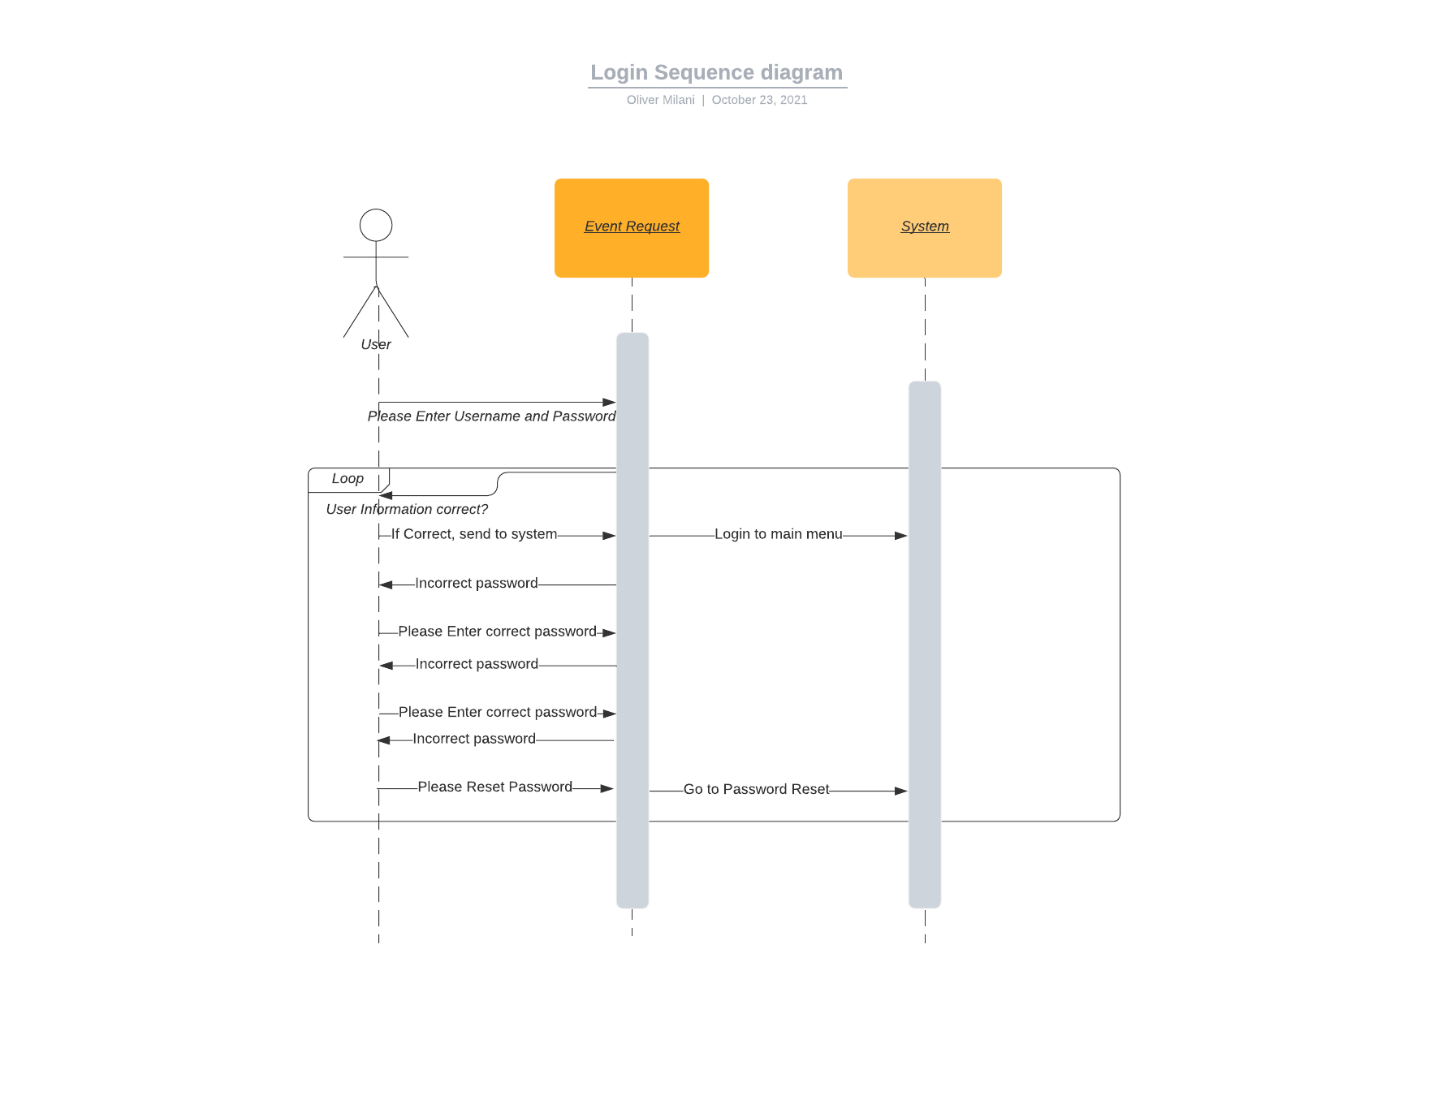 Login Sequence diagram
Oliver Milani | October 23, 2021
Event Request
System
User
Please Enter Username and Password
Loop
User Information correct?
If Correct, send to system
Login to main menu
Incorrect password
Please Enter correct password
Incorrect password
Please Enter correct password
Incorrect password
Please Reset Password
Go to Password Reset